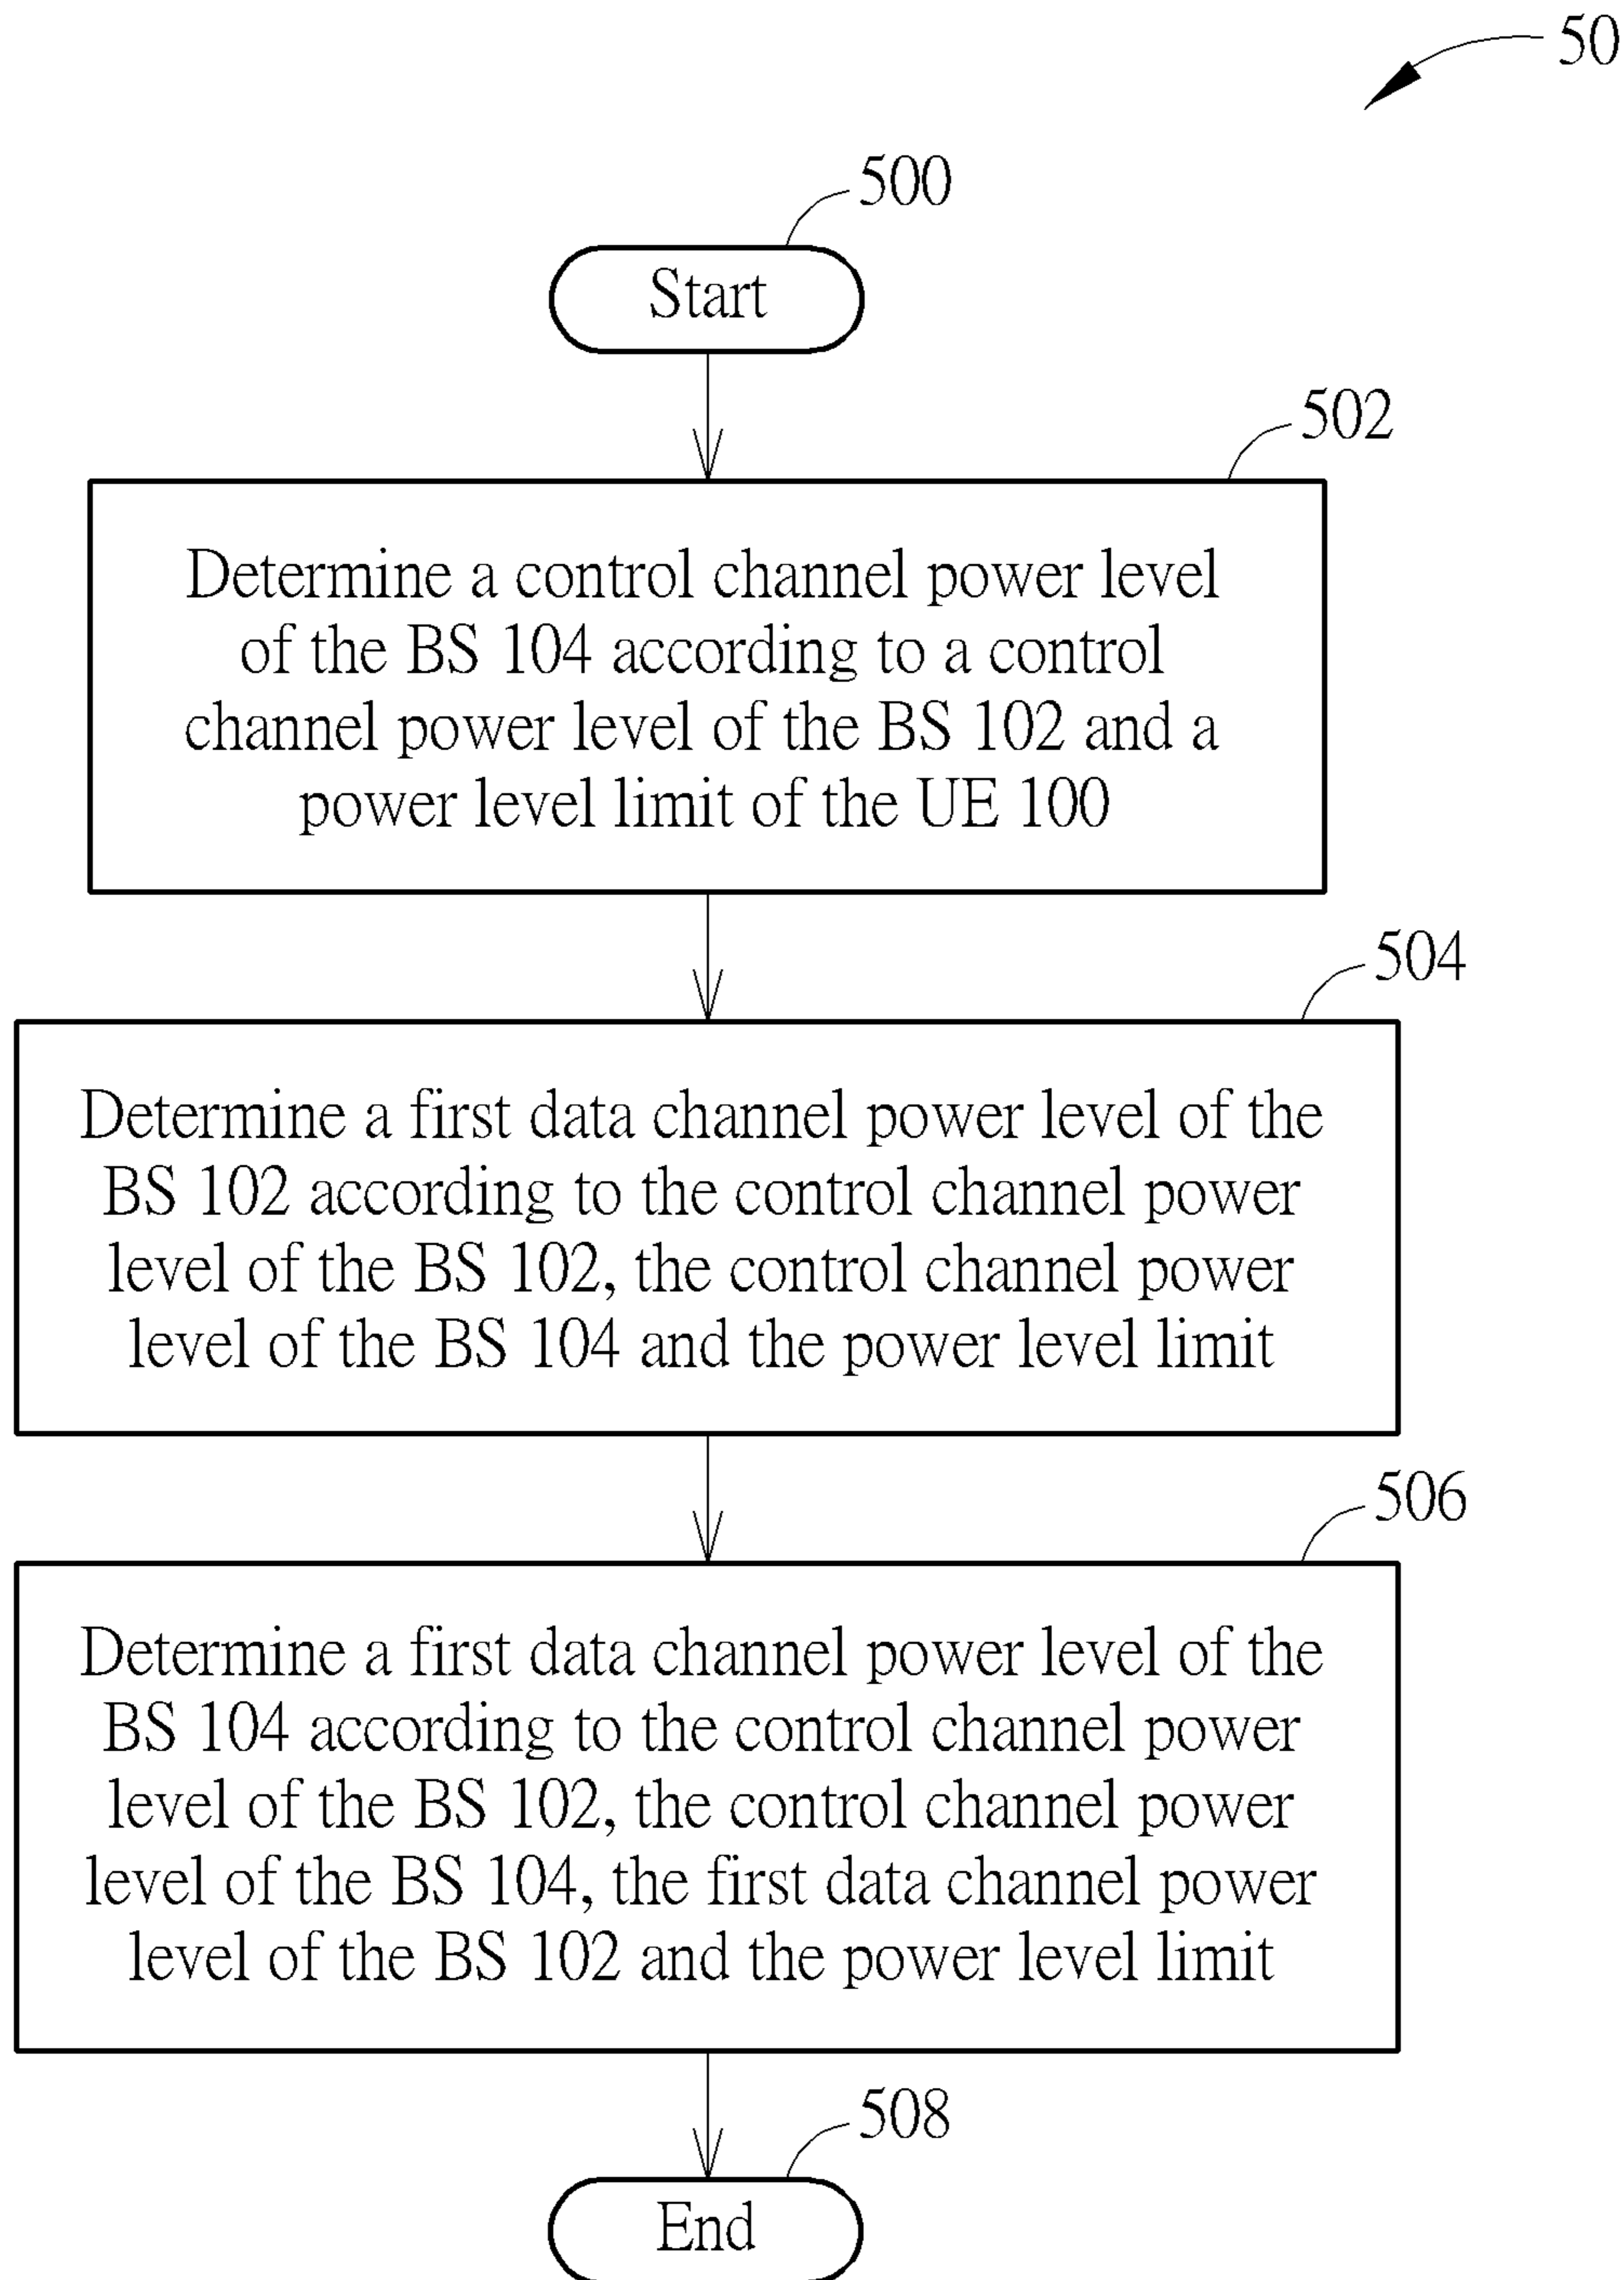 50
500
Start
502
Determine a control channel power level
of the BS 104 according to a control
channel power level of the BS 102 and a
power level limit of the UE 100
504
Determine a first data channel power level of the
BS 102 according to the control channel power
level of the BS 102, the control channel power
level of the BS 104 and the power level limit
506
Determine a first data channel power level of the
BS 104 according to the control channel power
level of the BS 102, the control channel power
level of the BS 104, the first data channel power
level of the BS 102 and the power level limit
508
End